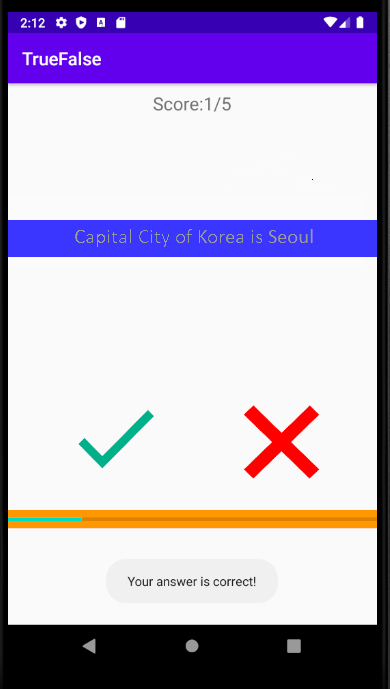 2:12
TrueFalse
Score:1/5
Capital City of Korea is Seoul
Your answer is correct!